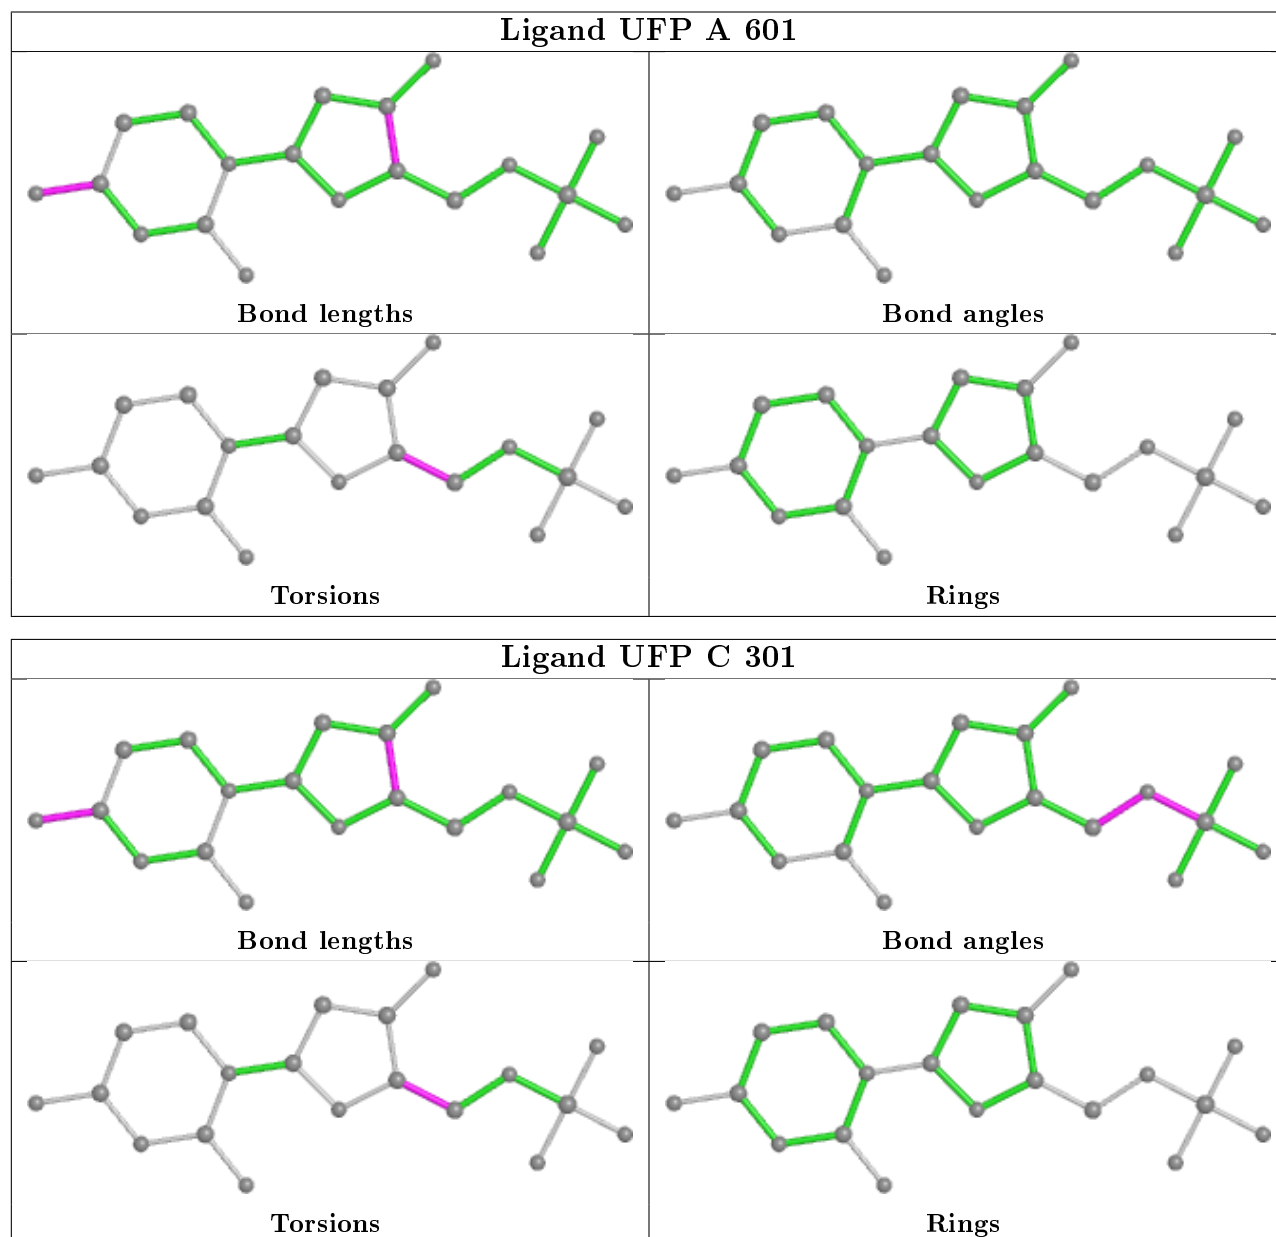 Ligand UFP A 601
Bond lengths
Bond angles
Torsions
Rings
Ligand UFP C 301
Bond lengths
Bond angles
Torsions
Rings